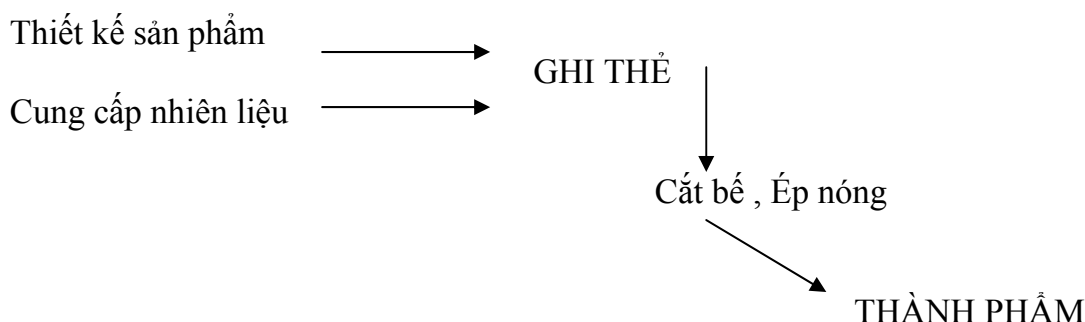 Thiết kế sản phẩm
GHI THẺ
Cung cấp nhiên liệu
Cắt bế , Ép nóng
THÀNH PHẨM